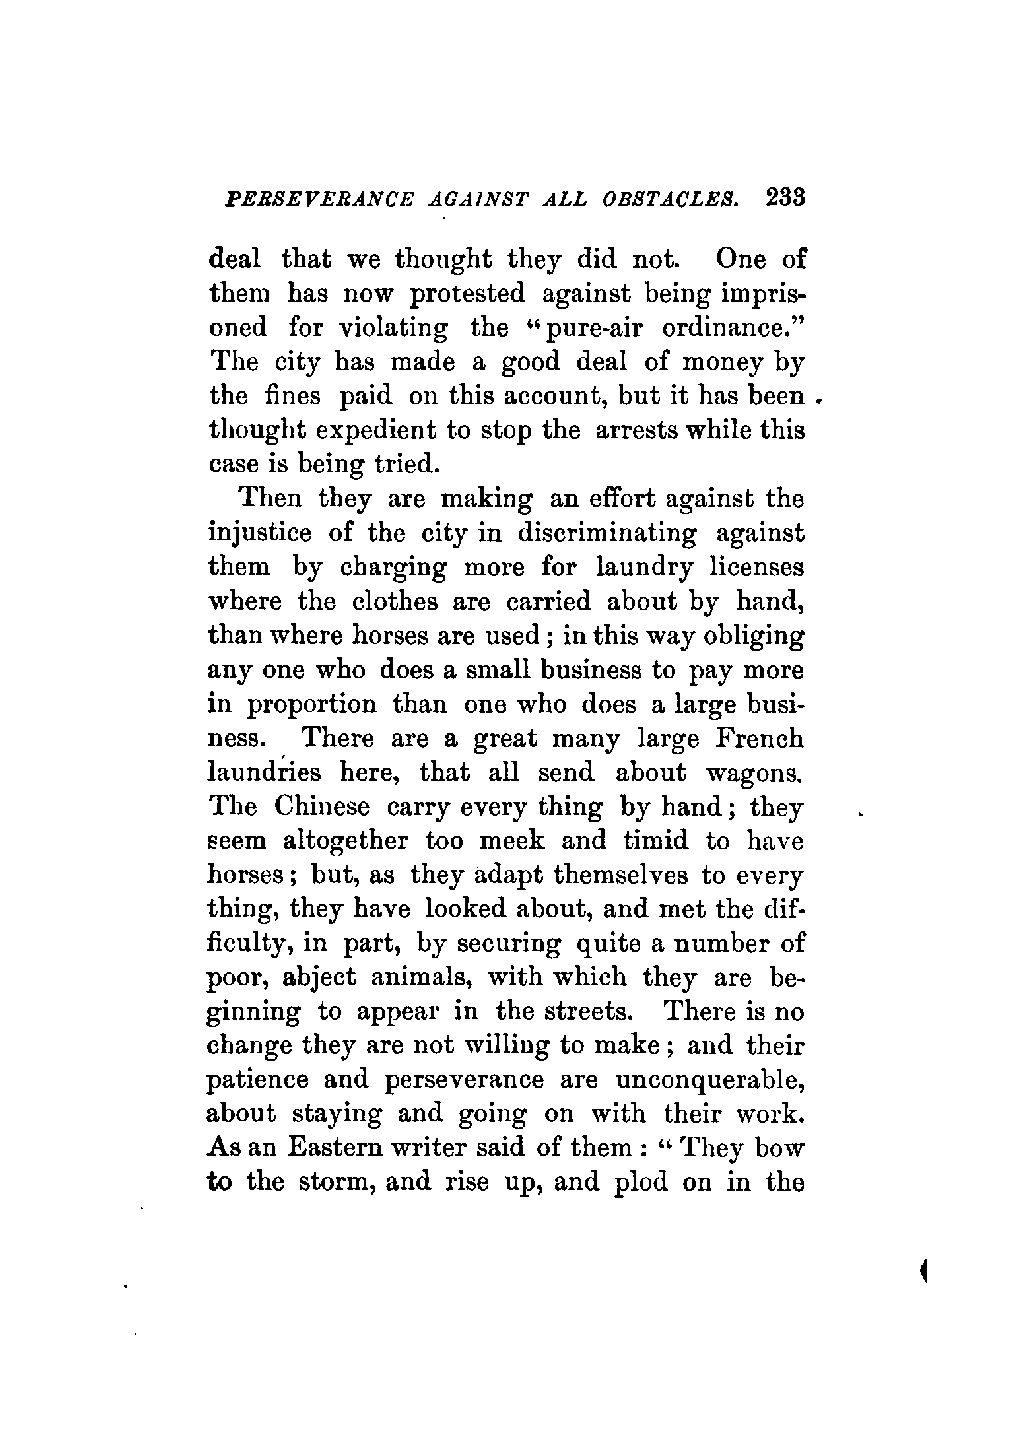 PERSEVERANCE AGAINST ALL OBSTACLES. 233
deal that we thought they did not. One of
them has now protested against being impris-
oned for violating the "pure-air ordinance."
The city has made a good deal of money by
the fines paid on this account, but it has been
thought expedient to stop the arrests while this
case is being tried.
Then they are making an effort against the
injustice of the city in discriminating against
them by charging more for laundry licenses
where the clothes are carried about by hand,
than where horses are used; in this way obliging
any one who does a small business to pay more
in proportion than one who does a large busi-
ness. There are a great many large French
laundries here, that all send about wagons.
The Chinese carry every thing by hand; they
seem altogether too meek and timid to have
horses; but, as they adapt themselves to every
thing, they have looked about, and met the dif-
ficulty, in part, by securing quite a number of
poor, abject animals, with which they are be-
ginning to appear in the streets. There is no
change they are not willing to make; and their
patience and perseverance are unconquerable,
about staying and going on with their work.
As an Eastern writer said of them: "They bow
to the storm, and rise up, and plod on in the